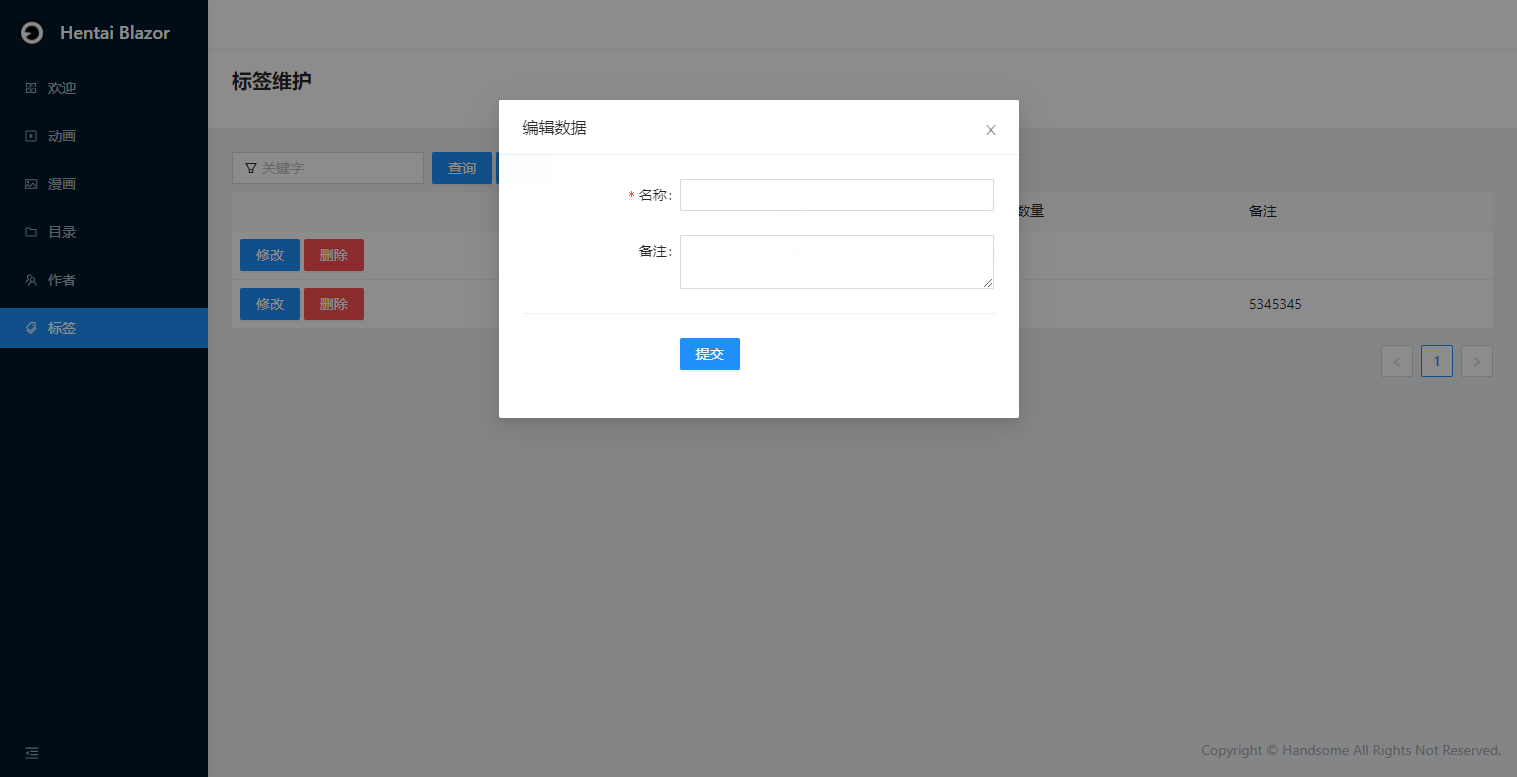 Hentai Blazor
欢迎
动画
漫画
目录
作者
标签
标签维护
关键字
查询
数量
备注
修改
删除
修改
删除
5345345
1
编辑数据
* 名称:
备注:
提交
Copyright © Handsome All Rights Not Reserved.